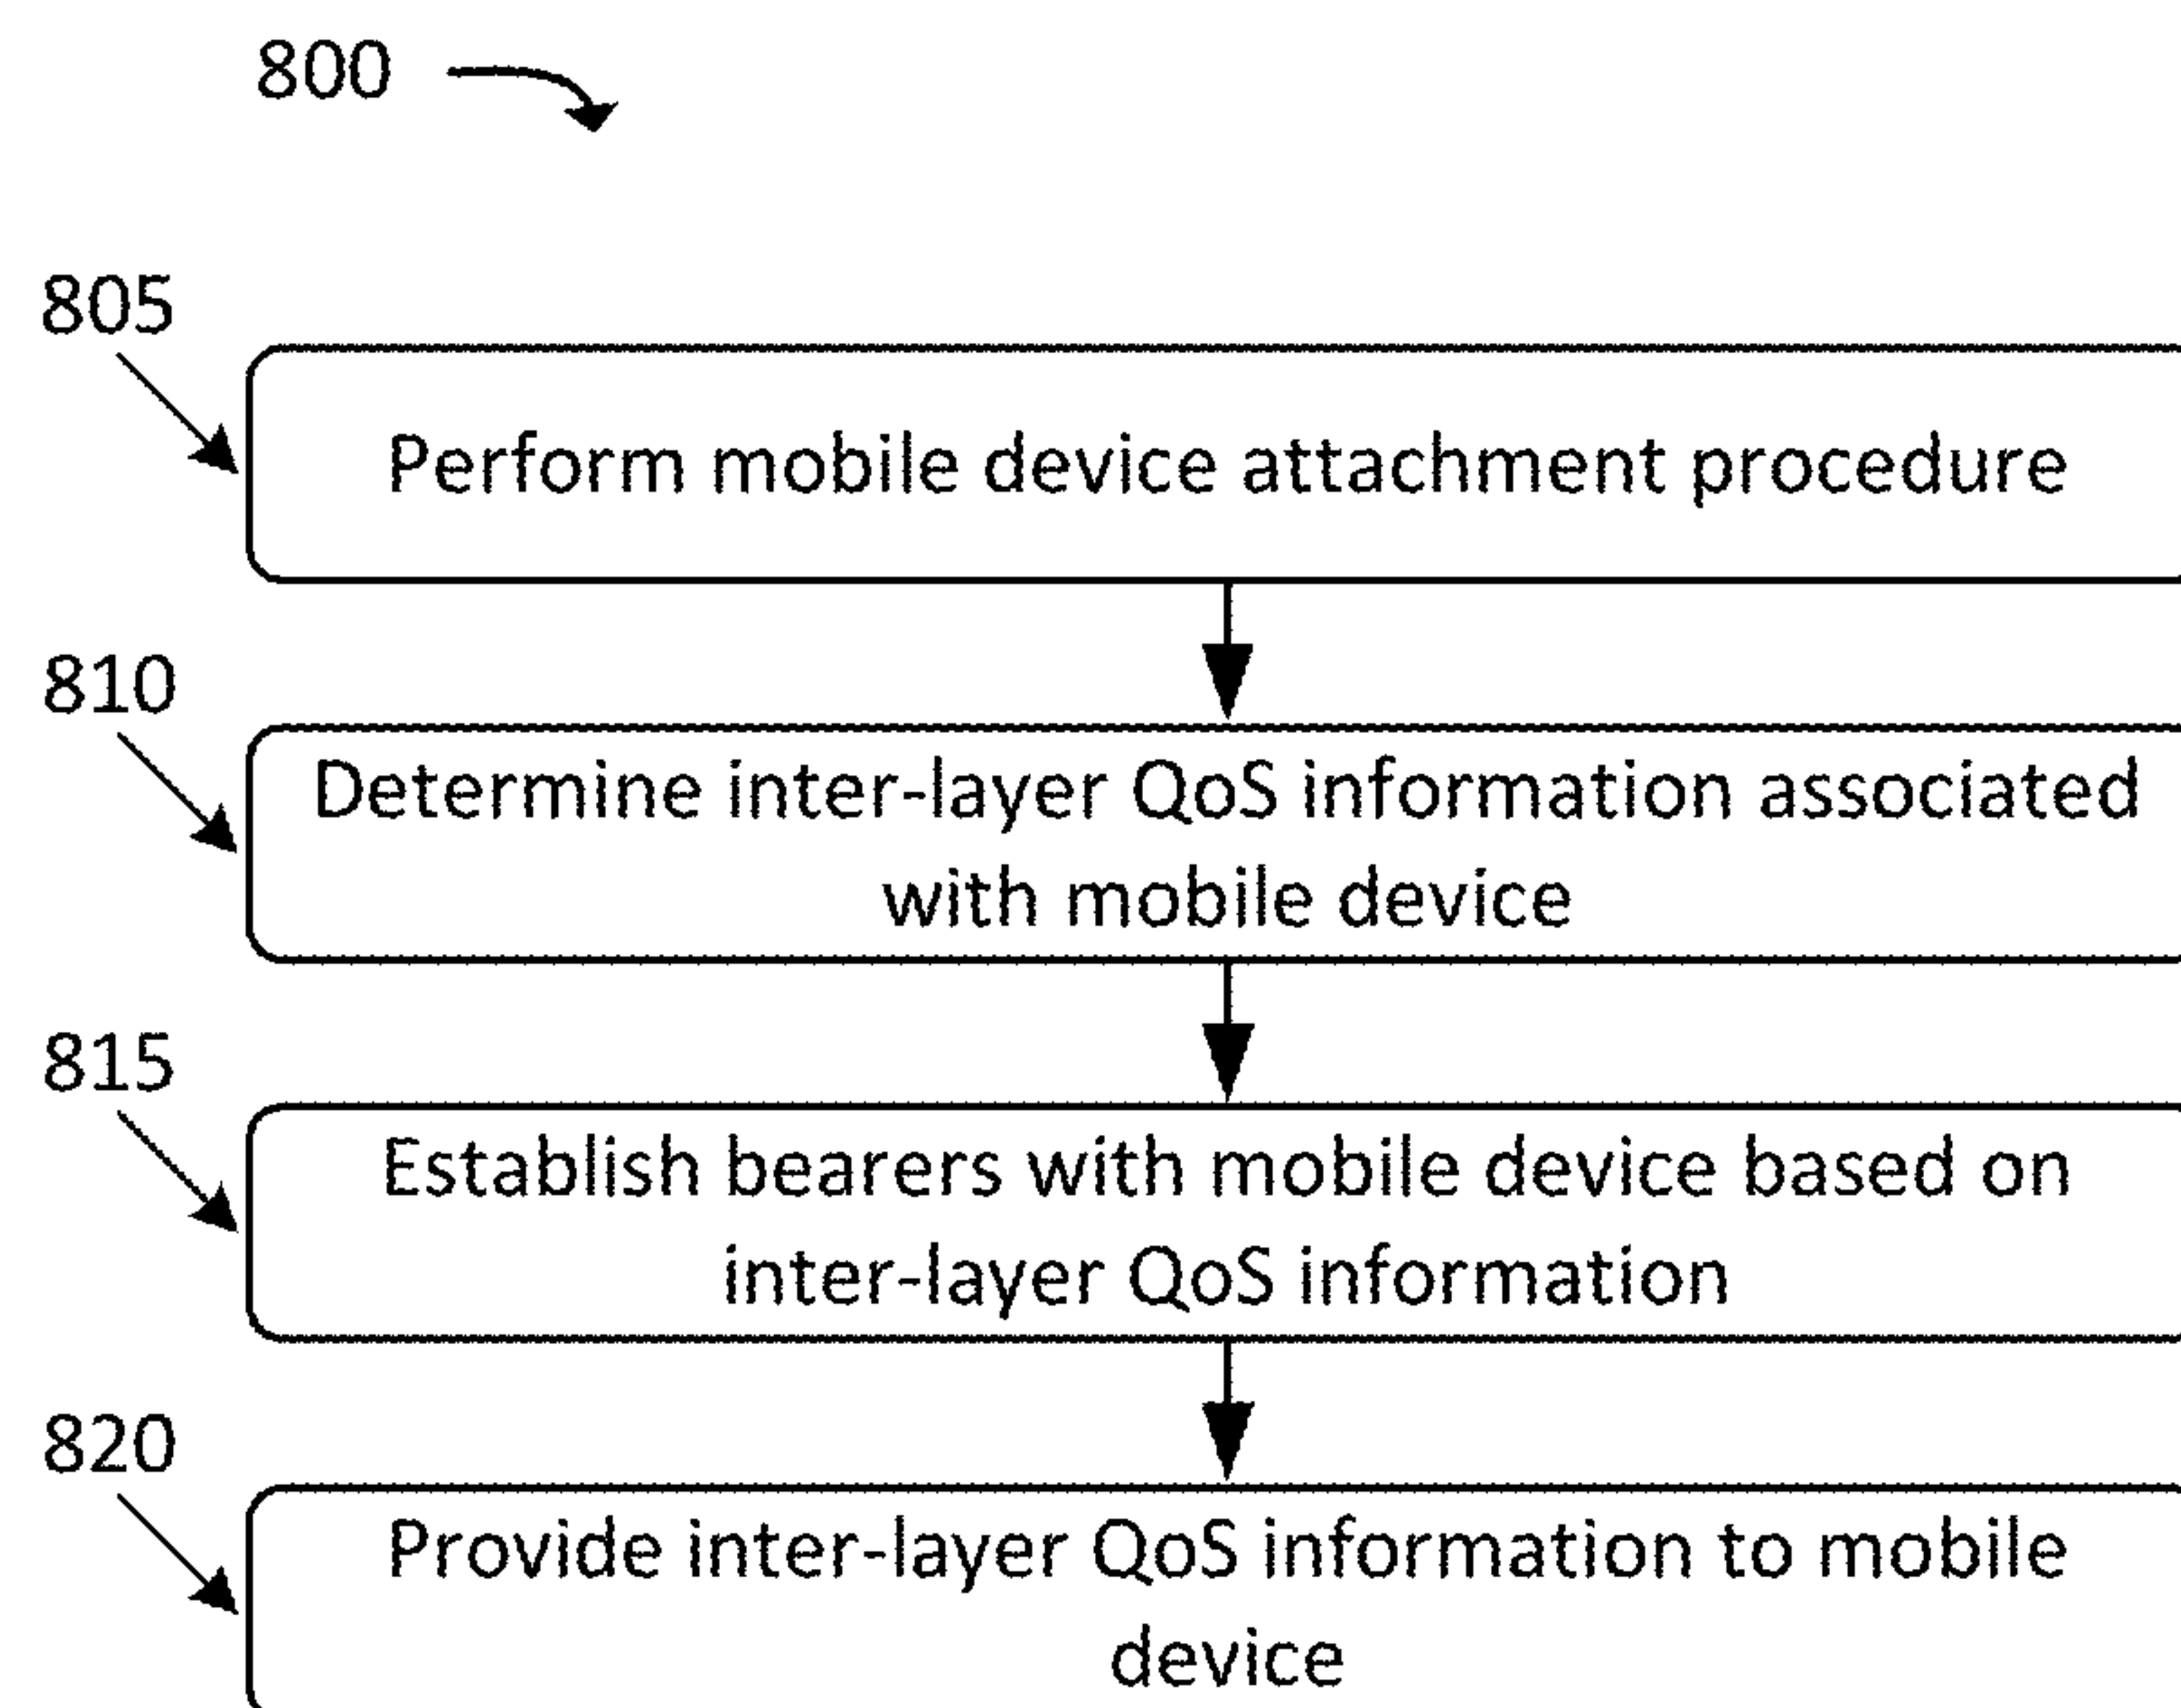 800
805
Perform mobile device attachment procedure
810
Determine inter-layer QoS information associated
with mobile device
815
Establish bearers with mobile device based on
inter-layer QoS information
820
Provide inter-layer QoS information to mobile
device